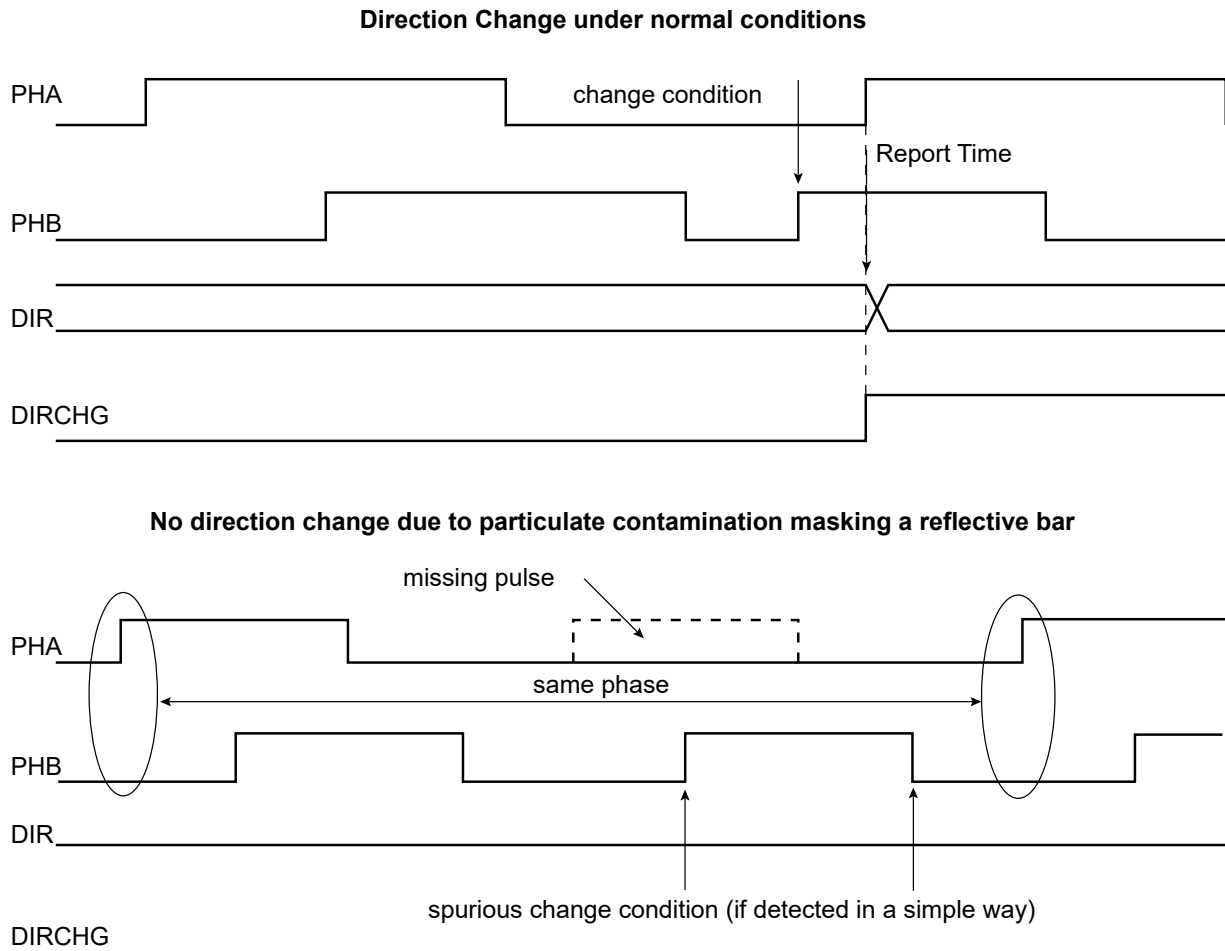 Direction Change under normal conditions
PHA
change condition
Report Time
PHB
DIR
DIRCHG
No direction change due to particulate contamination masking a reflective bar
missing pulse
PHA
same phase
PHB
DIR
spurious change condition (if detected in a simple way)
DIRCHG